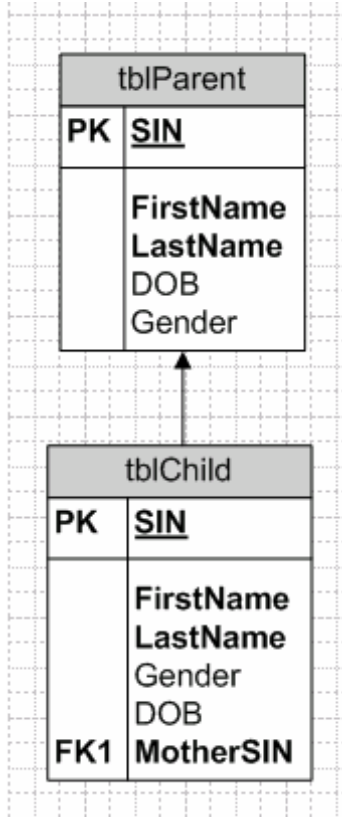 tblParent
PK SIN
FirstName
LastName
DOB
Gender
tblChild
PK SIN
FirstName
LastName
Gender
DOB
FK1 MotherSIN